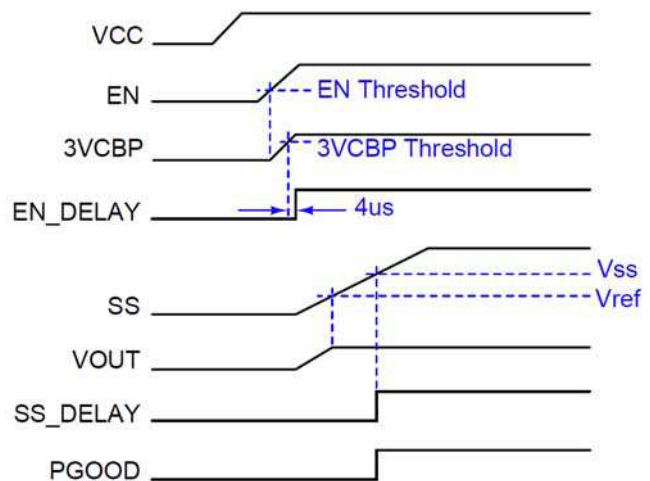 VCC
EN
EN Threshold
3VCBP
3VCBP Threshold
EN_DELAY
4us
Vss
SS
Vref
VOUT
SS_DELAY
PGOOD